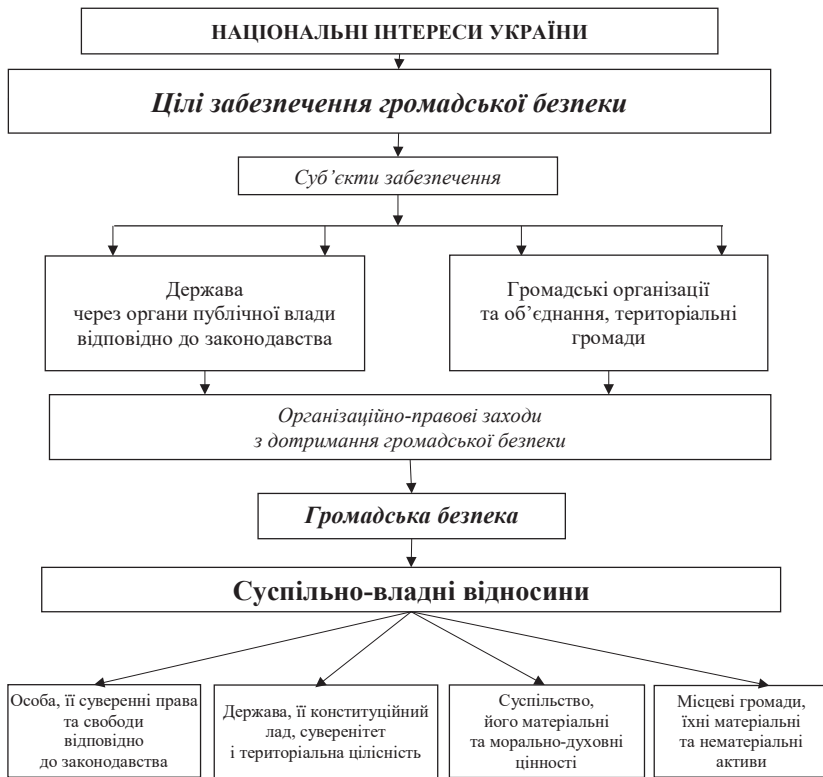 НАЦІОНАЛЬНІ ІНТЕРЕСИ УКРАЇНИ
Цілі забезпечення громадської безпеки
Суб’єкти забезпечення
Держава
через органи публічної влади
відповідно до законодавства
Громадські організації
та об’єднання, територіальні
громади
Організаційно-правові заходи
з дотримання громадської безпеки
Громадська безпека
Суспільно-владні відносини
Особа, її суверенні права
та свободи
відповідно
до законодавства
Держава, її конституційний
лад, суверенітет
і територіальна цілісність
Суспільство,
його матеріальні
та морально-духовні
цінності
Місцеві громади,
їхні матеріальні
та нематеріальні
активи